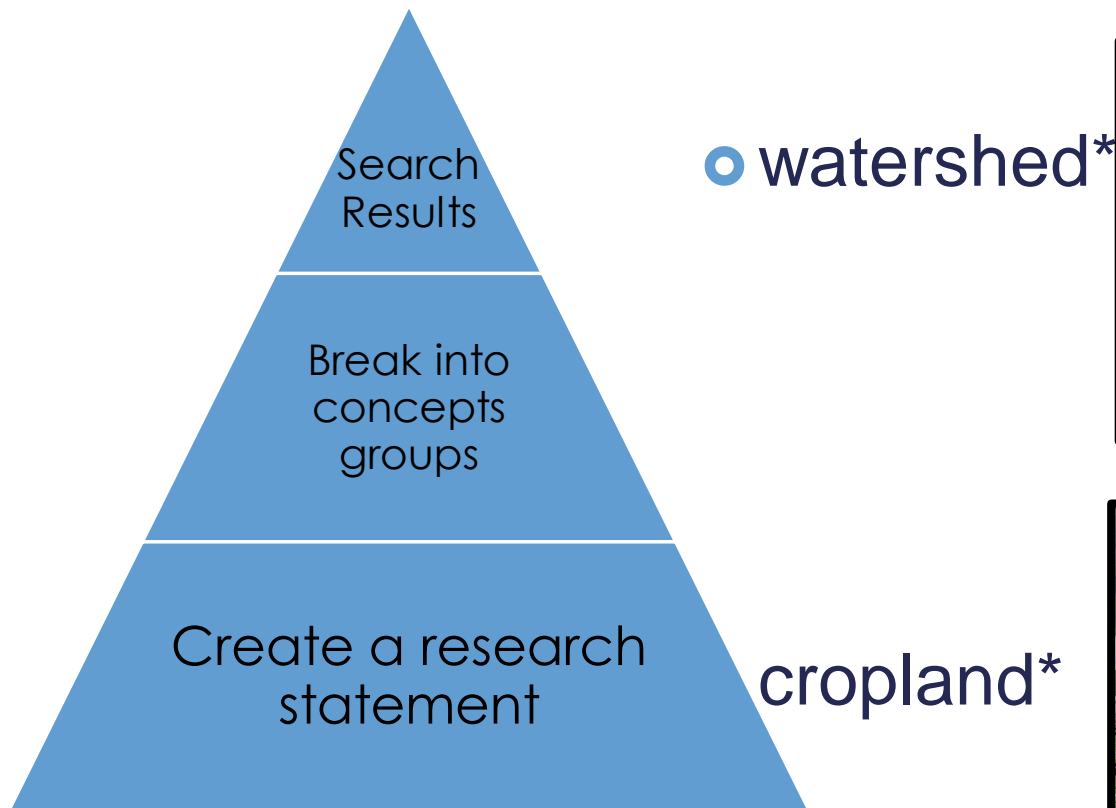 Search
Results
Break into
concepts
groups
Create a research
statement
watershed*
cropland*